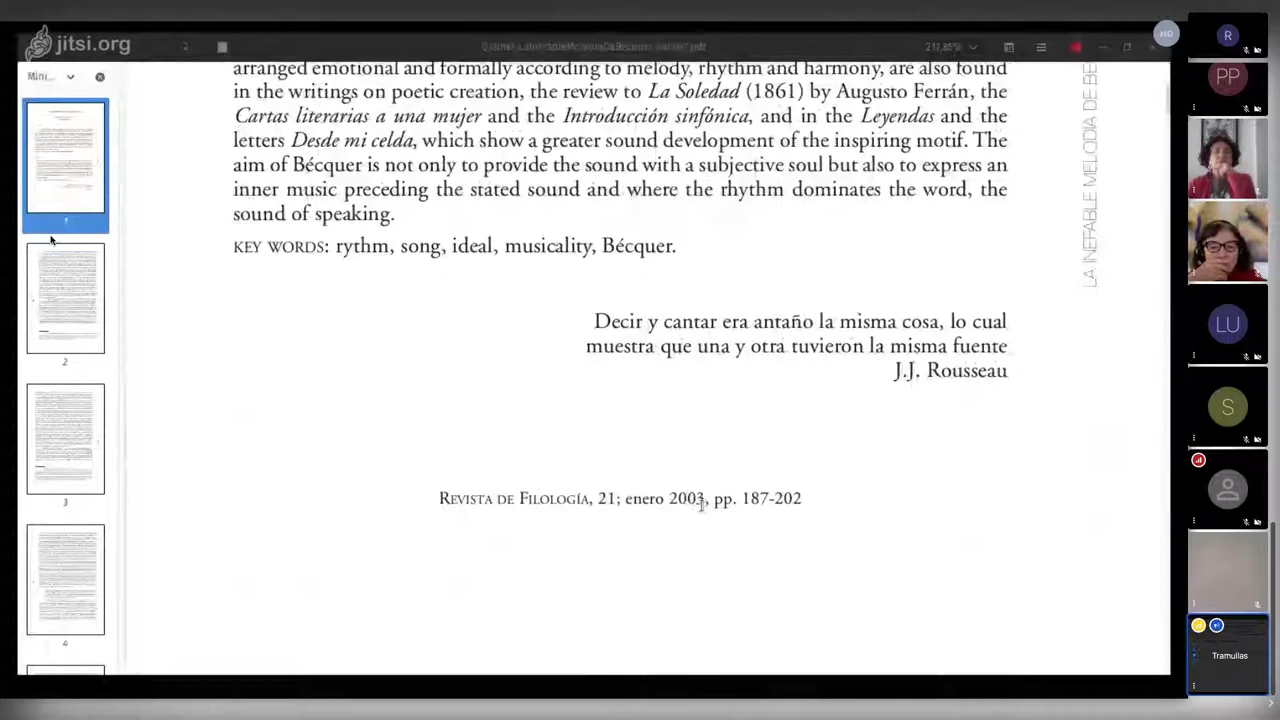 jitsi.org
217,85%
Mini...
arranged emotional and formally according to melody, rhythm and harmony, are also found
in the writings on poetic creation, the review to La Soledad (1861) by Augusto Ferrán, the
Cartas literarias a una mujer and the Introducción sinfónica, and in the Leyendas and the
letters Desde mi celda, which show a greater sound development of the inspiring motif. The
aim of Bécquer is not only to provide the sound with a subjective soul but also to express an
inner music preceding the stated sound and where the rhythm dominates the word, the
sound of speaking.
KEY WORDS: rythm, song, ideal, musicality, Bécquer.
Decir y cantar era antaño la misma cosa, lo cual
muestra que una y otra tuvieron la misma fuente
J.J. Rousseau
REVISTA DE FILOLOGÍA, 21; enero 2003, pp. 187-202
LA INEFABLE MELODÍA DE BÉ
1
2
3
4
HD
R
PP
LU
S
Tramullas